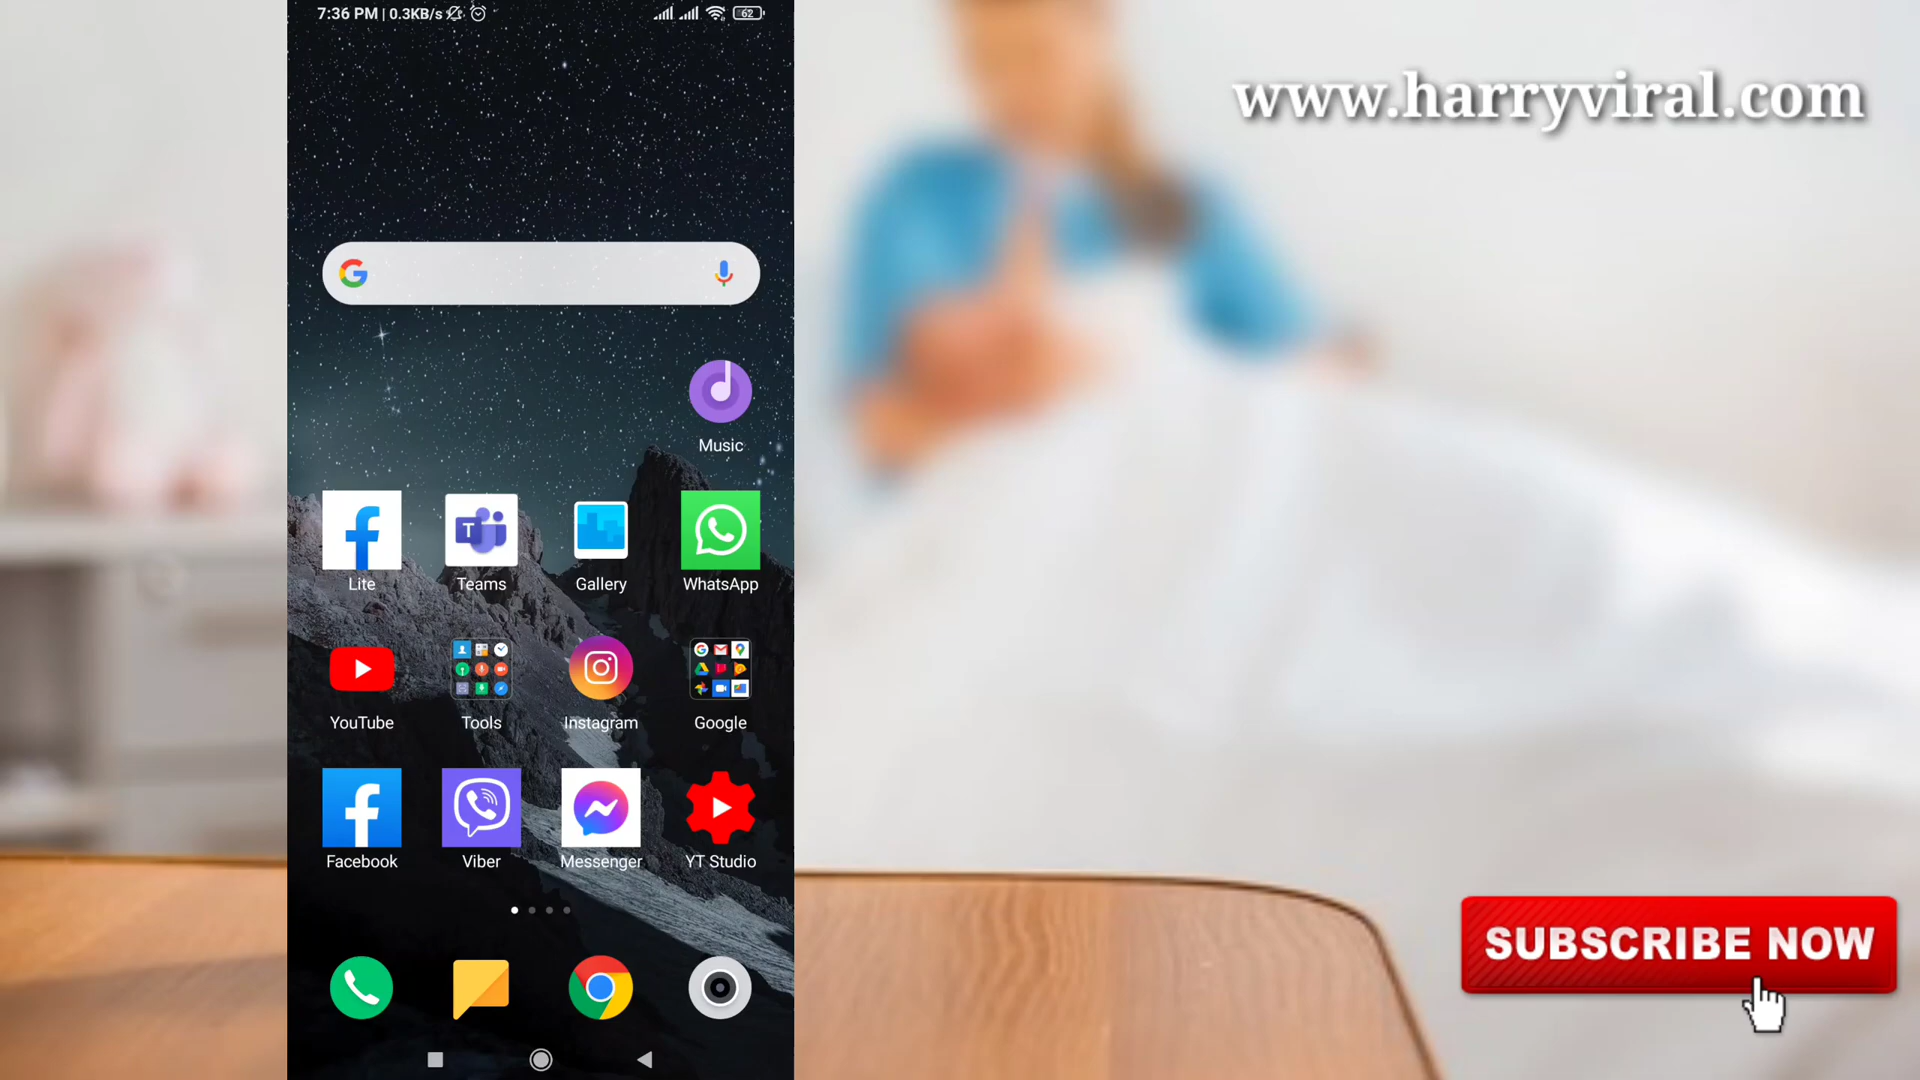 7:36 PM | 0.3KB/s
62
www.harryviral.com
Music
Lite
Teams
Gallery
WhatsApp
YouTube
Tools
Instagram
Google
Facebook
Viber
Messenger
YT Studio
SUBSCRIBE NOW